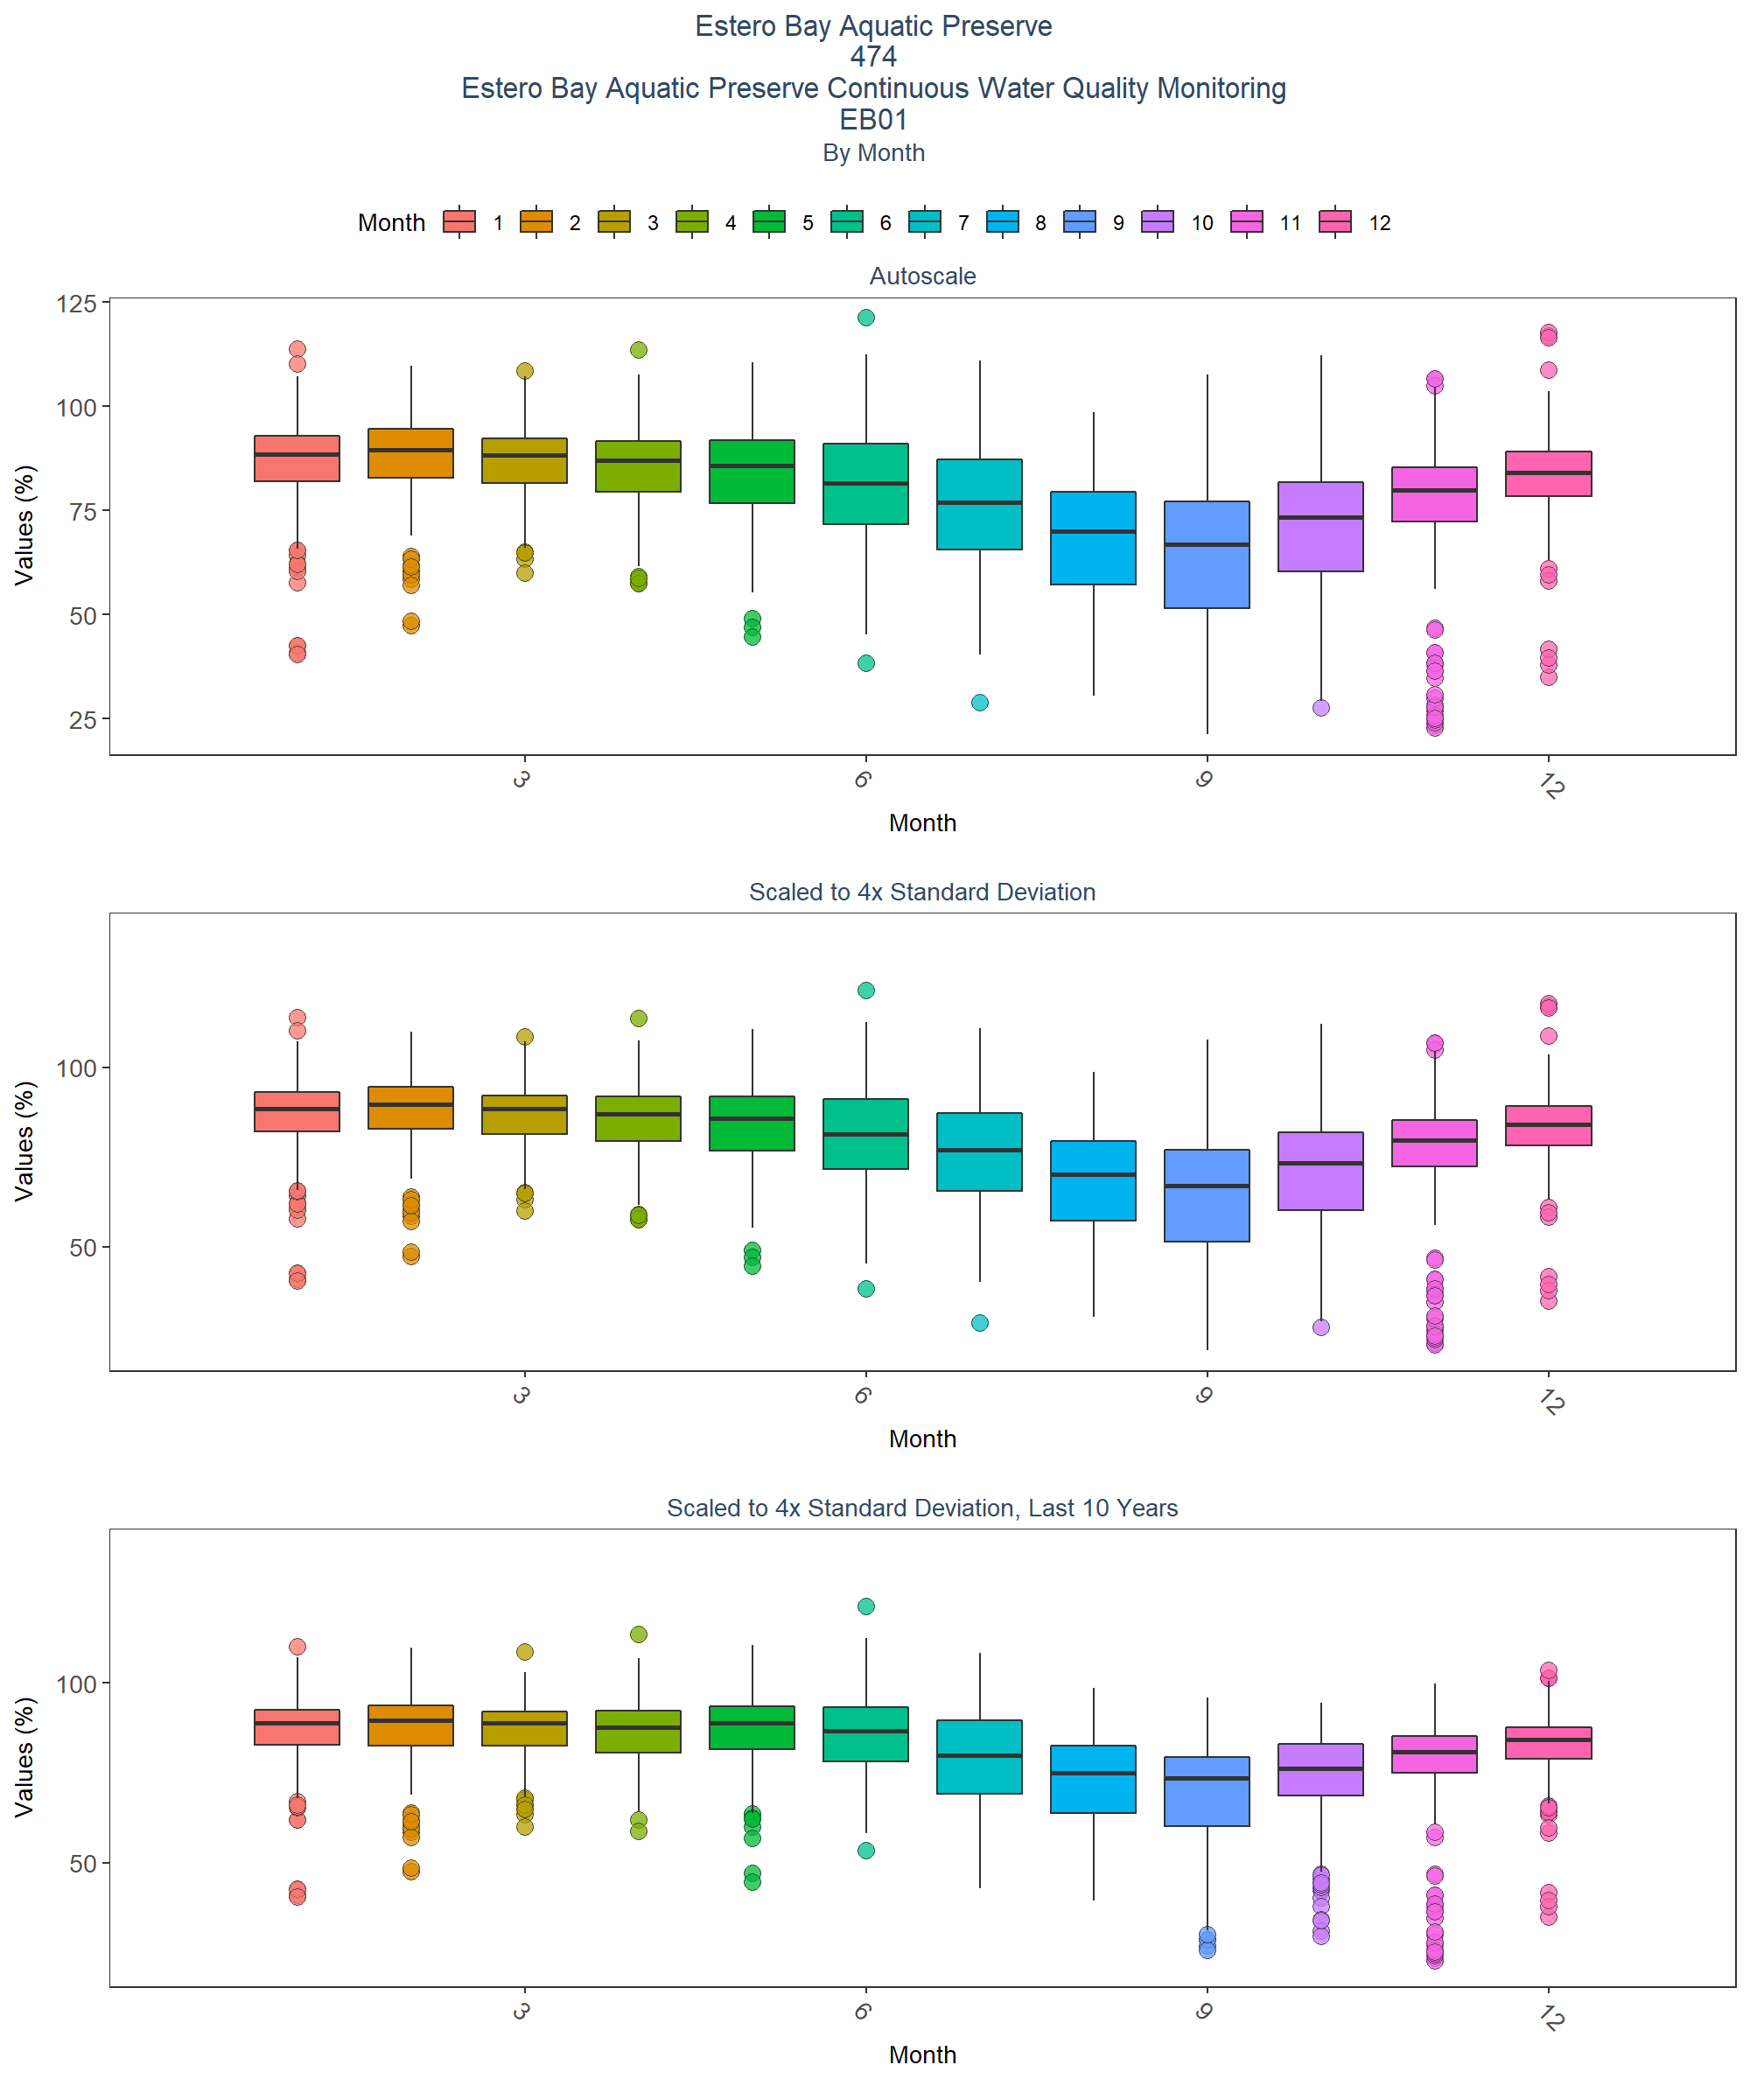 Estero Bay Aquatic Preserve
474
Estero Bay Aquatic Preserve Continuous Water Quality Monitoring
EB01
By Month
Month 1 2 3 4 5 6 7 8 9 10 11 12
Autoscale
125
100
75
50
25
Values (%)
3 6 9 12
Month
Scaled to 4x Standard Deviation
100
50
Values (%)
3 6 9 12
Month
Scaled to 4x Standard Deviation, Last 10 Years
100
50
Values (%)
3 6 9 12
Month